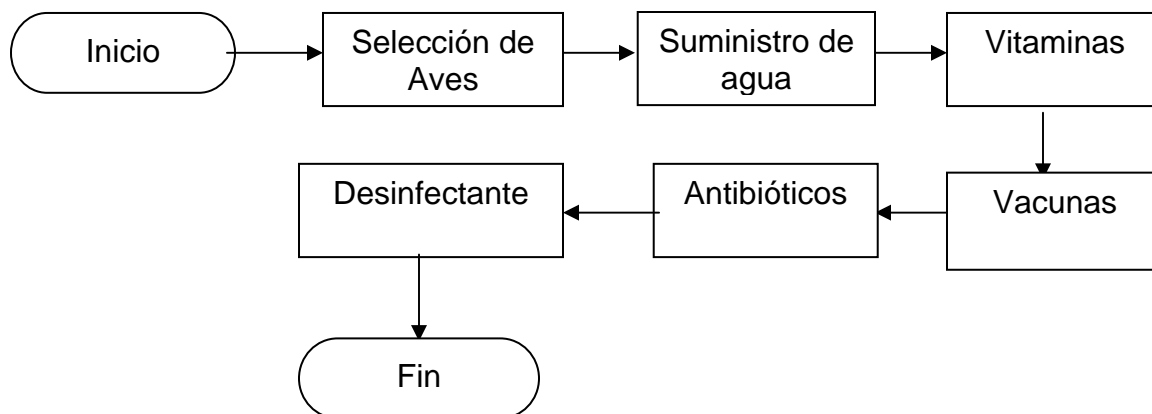 Inicio
Selección de
Aves
Suministro de
agua
Vitaminas
Vacunas
Antibióticos
Desinfectante
Fin